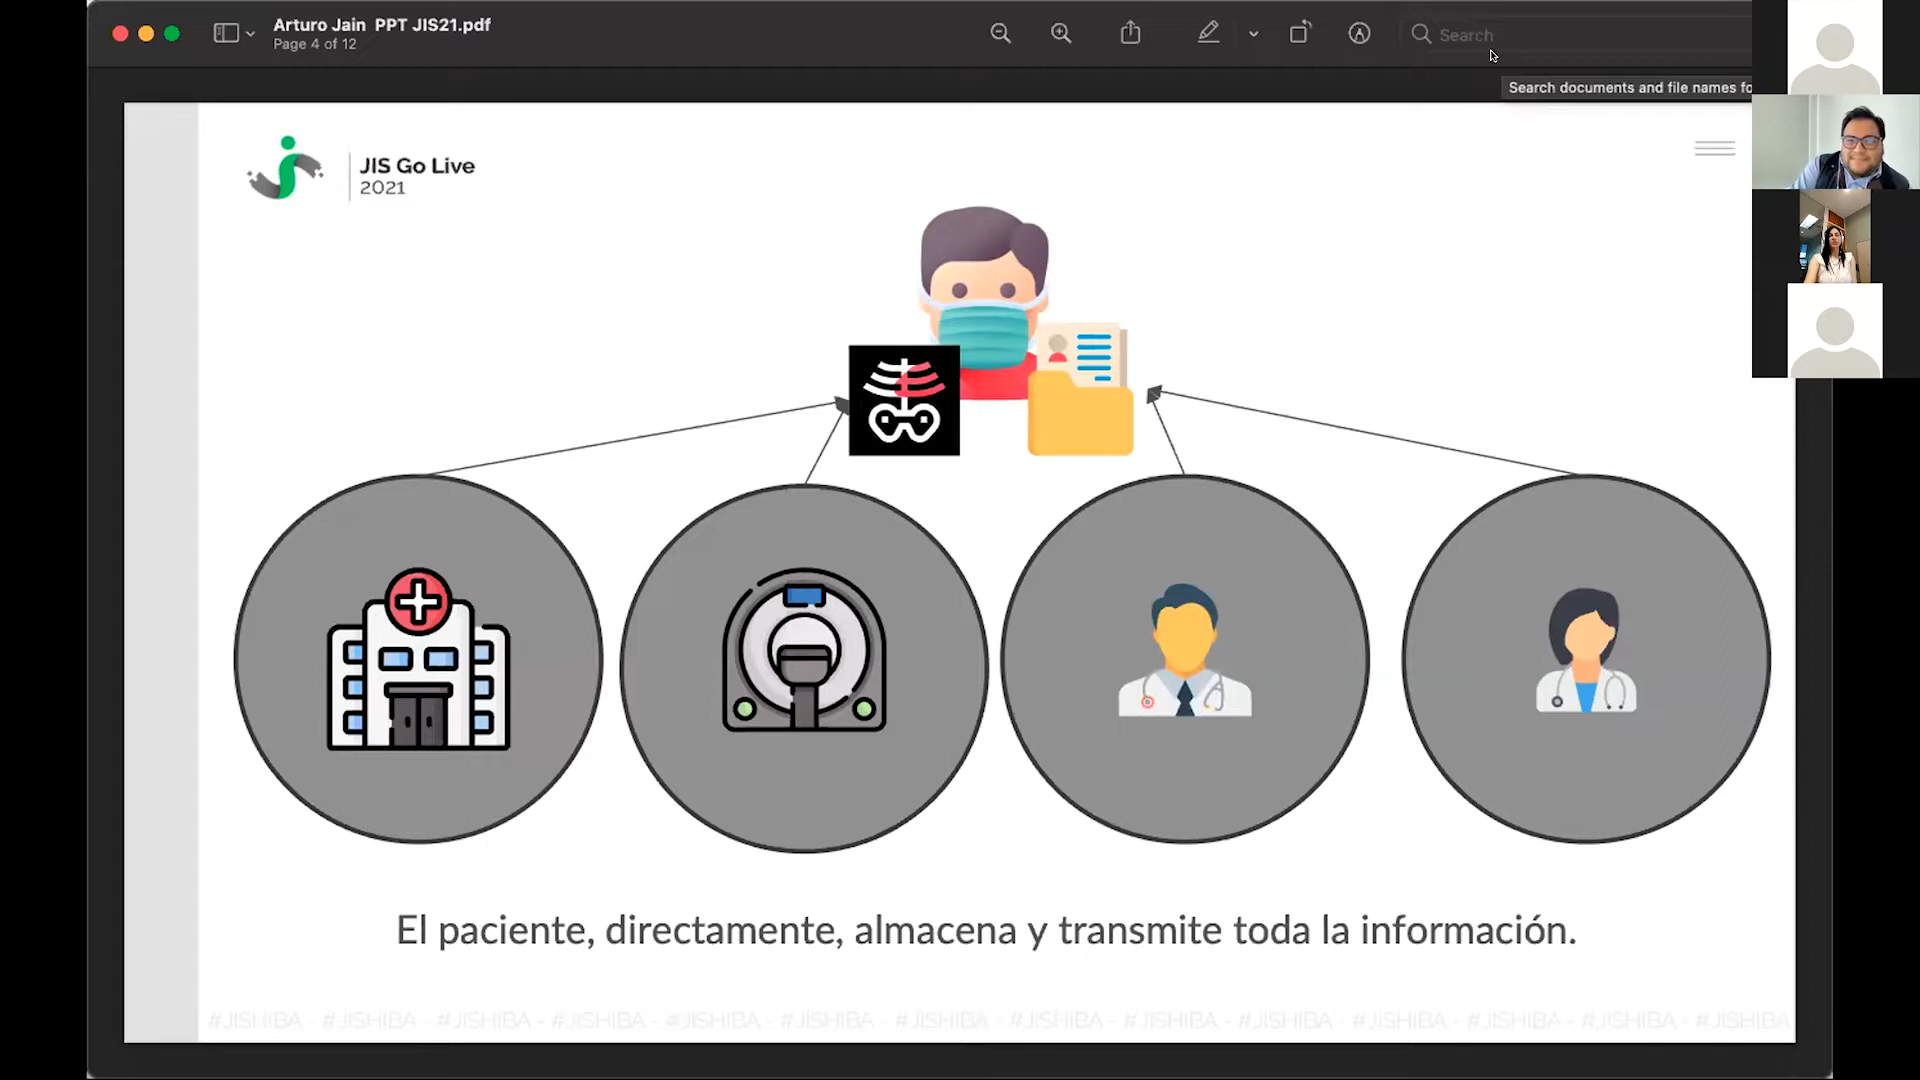 Arturo Jain PPT JIS21.pdf
Page 4 of 12
Search
Search documents and file names fo
JIS Go Live
2021
El paciente, directamente, almacena y transmite toda la información.
#JISHIBA - #JISHIBA - #JISHIBA - #JISHIBA - #JISHIBA - #JISHIBA - #JISHIBA - #JISHIBA - #JISHIBA - #JISHIBA - #JISHIBA - #JISHIBA - #JISHIBA - #JISHIBA